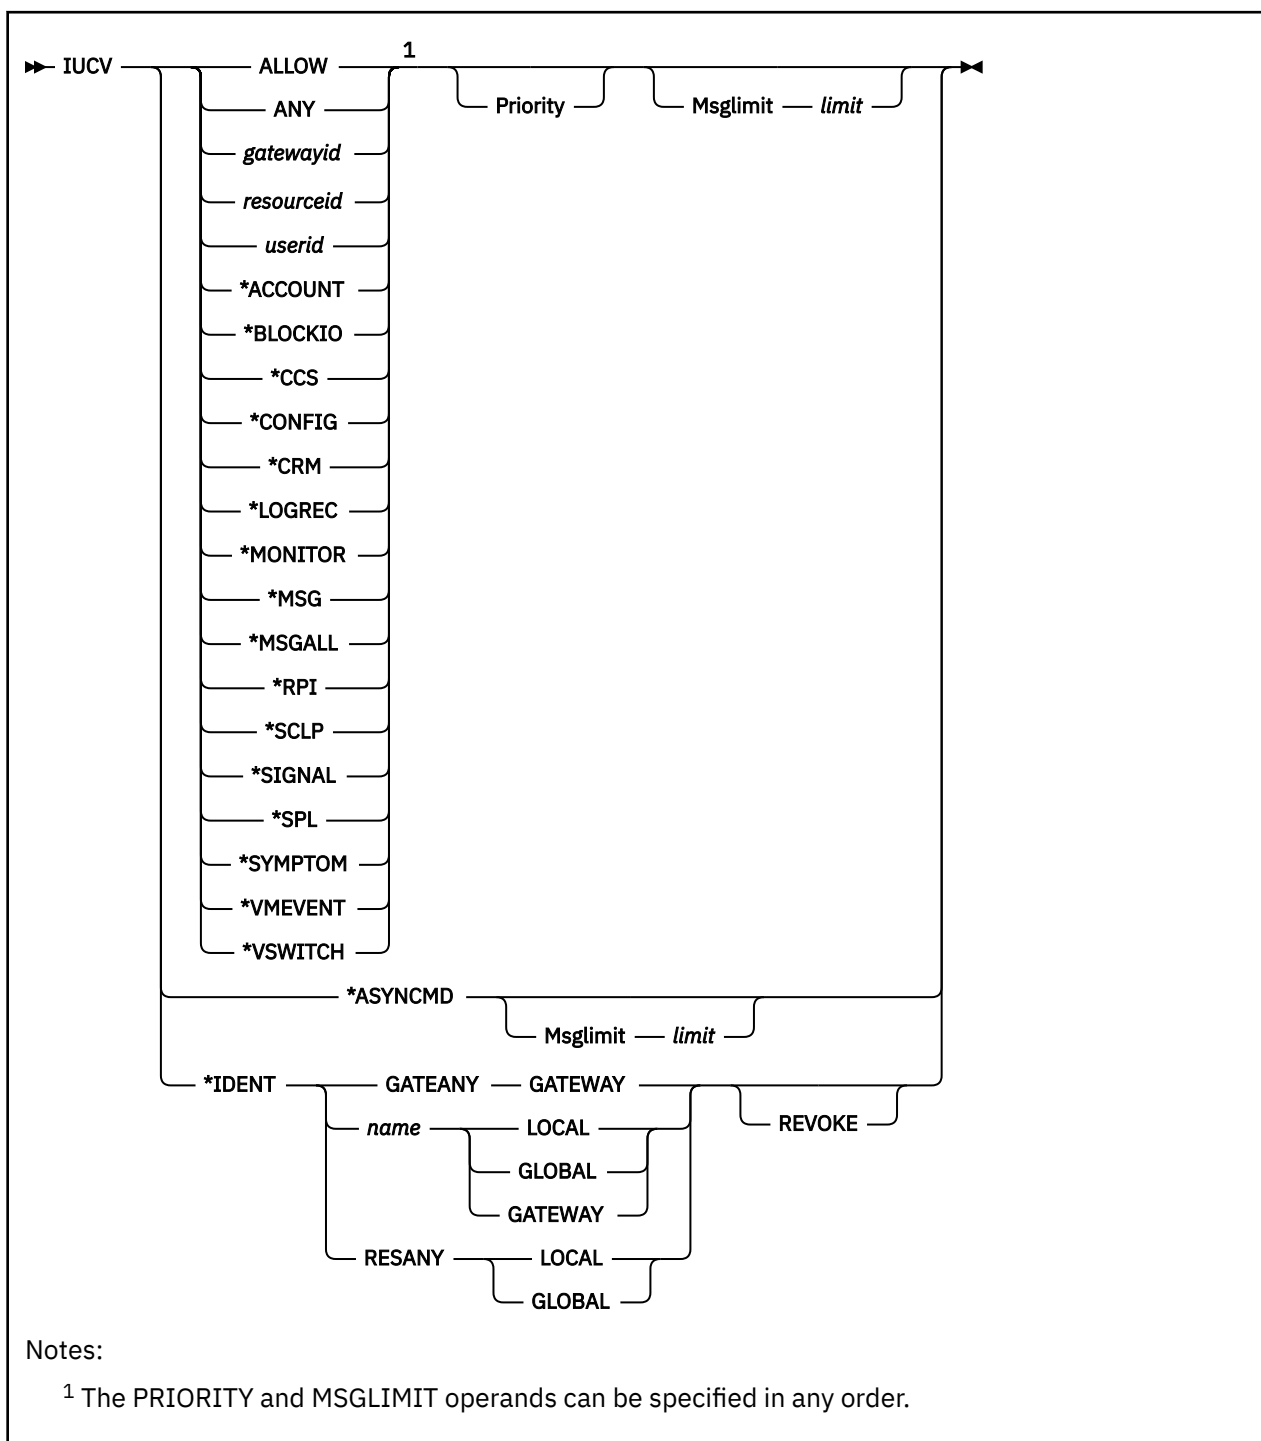 IUCV ALLOW 1
ANY Priority Msglimit limit
gatewayid
resourceid
userid
*ACCOUNT
*BLOCKIO
*CCS
*CONFIG
*CRM
*LOGREC
*MONITOR
*MSG
*MSGALL
*RPI
*SCLP
*SIGNAL
*SPL
*SYMPTOM
*VMEVENT
*VSWITCH
*ASYNCMD
Msglimit limit
*IDENT GATEANY GATEWAY
name LOCAL REVOKE
GLOBAL
GATEWAY
RESANY LOCAL
GLOBAL
Notes:
1 The PRIORITY and MSGLIMIT operands can be specified in any order.